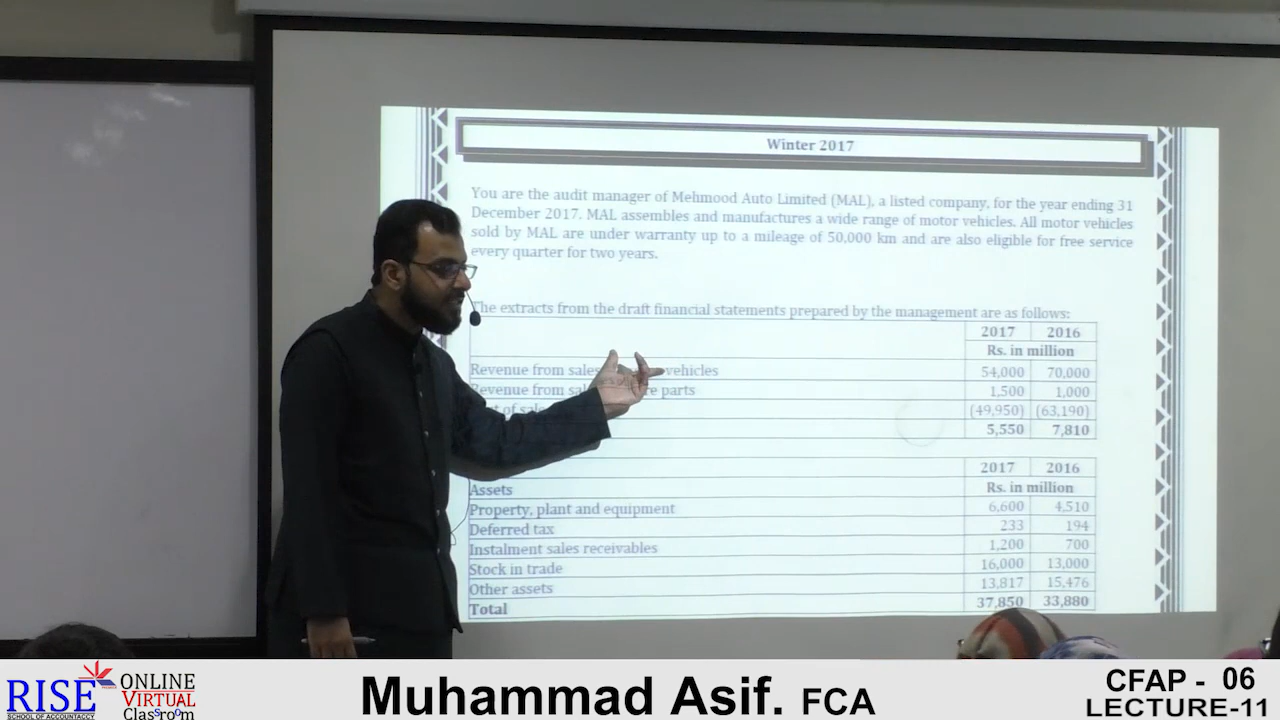 Winter 2017
You are the audit manager of Mehmood Auto Limited (MAL), a listed company, for the year ending 31
December 2017. MAL assembles and manufactures a wide range of motor vehicles. All motor vehicles
sold by MAL are under warranty up to a mileage of 50,000 km and are also eligible for free service
every quarter for two years.
The extracts from the draft financial statements prepared by the management are as follows:
2017 2016
Rs. in million
Revenue from sales vehicles 54,000 70,000
Revenue from parts 1,500 1,000
of (49,950) (63,190)
5,550 7,810
2017 2016
Assets Rs. in million
Property, plant and equipment 6,600 4,510
Deferred tax 233 194
Instalment sales receivables 1,200 700
Stock in trade 16,000 13,000
Other assets 13,817 15,476
Total 37,850 33,880
RISE
SCHOOL OF ACCOUNTANCY
ONLINE
VIRTUAL
Classroom
Muhammad Asif. FCA
CFAP - 06
LECTURE-11